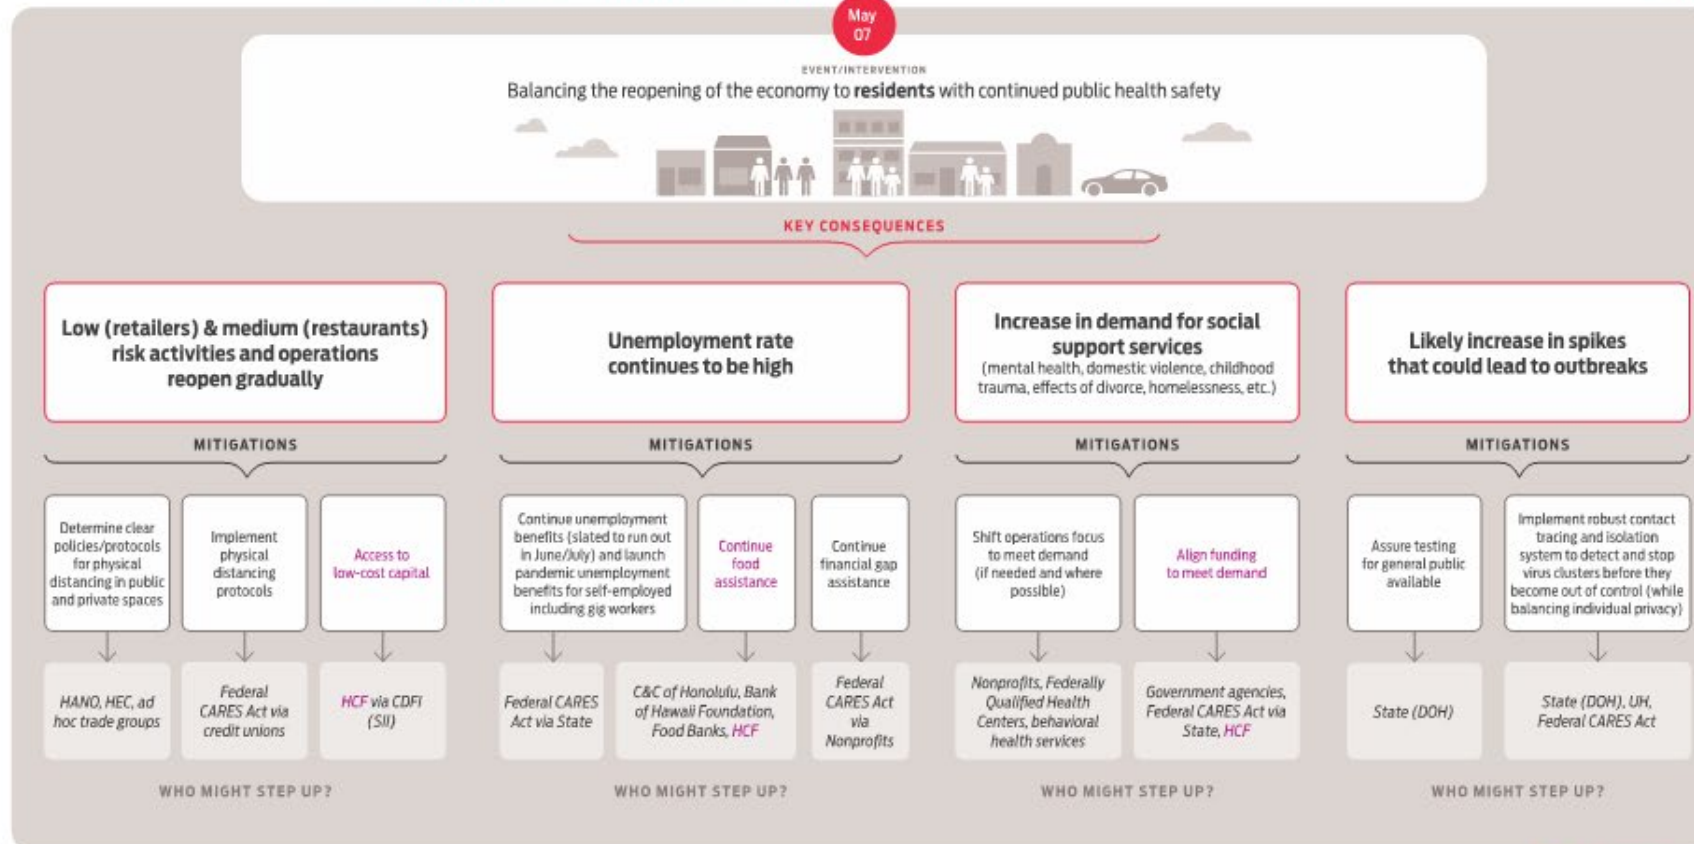 May
07
EVENT/INTERVENTION
Balancing the reopening of the economy to residents with continued public health safety
KEY CONSEQUENCES
Low (retailers) & medium (restaurants)
risk activities and operations
reopen gradually
MITIGATIONS
Determine clear
policies/protocols
for physical
distancing in public
and private spaces
HANO, HEC, ad
hoc trade groups
Implement
physical
distancing
protocols
Federal
CARES Act via
credit unions
Access to
low-cost capital
HCF via CDFI
(SII)
WHO MIGHT STEP UP?
Unemployment rate
continues to be high
MITIGATIONS
Continue unemployment
benefits (slated to run out
in June/July) and launch
pandemic unemployment
benefits for self-employed
including gig workers
Federal CARES
Act via State
Continue
food
assistance
C&C of Honolulu, Bank
of Hawaii Foundation,
Food Banks, HCF
Continue
financial gap
assistance
Federal
CARES Act
via
Nonprofits
WHO MIGHT STEP UP?
Increase in demand for social
support services
(mental health, domestic violence, childhood
trauma, effects of divorce, homelessness, etc.)
MITIGATIONS
Shift operations focus
to meet demand
(if needed and where
possible)
Nonprofits, Federally
Qualified Health
Centers, behavioral
health services
Align funding
to meet demand
Government agencies,
Federal CARES Act via
State, HCF
WHO MIGHT STEP UP?
Likely increase in spikes
that could lead to outbreaks
MITIGATIONS
Assure testing
for general public
available
State (DOH)
Implement robust contact
tracing and isolation
system to detect and stop
virus clusters before they
become out of control (while
balancing individual privacy)
State (DOH), UH,
Federal CARES Act
WHO MIGHT STEP UP?